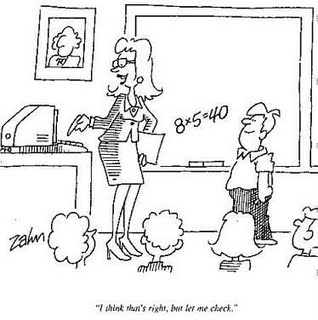 8×5=40
Zahn
"I think that's right, but let me check."